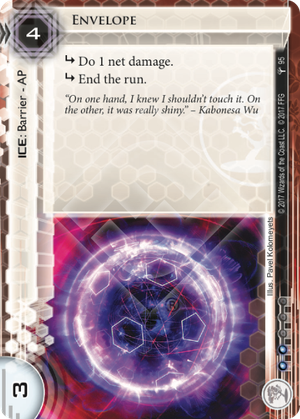 ENVELOPE
4
↳ Do 1 net damage.
↳ End the run.
“On one hand, I knew I shouldn’t touch it. On
the other, it was really shiny.” – Kabonesa Wu
ICE: Barrier - AP
95
© 2017 Wizards of the Coast LLC. © 2017 FFG
Illus. Pavel Kolomeyets
3